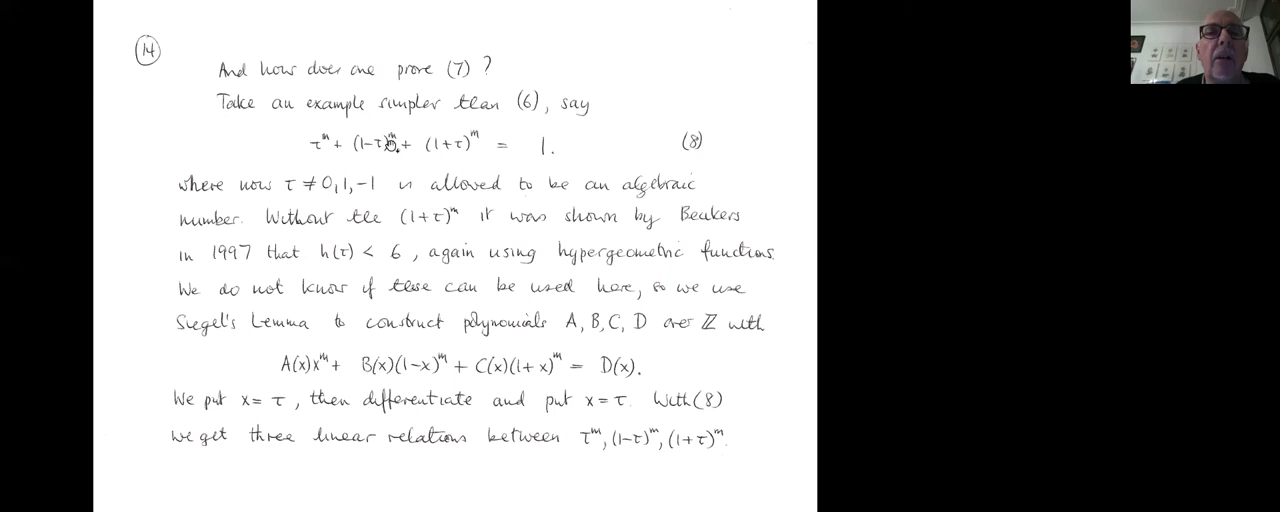 14
And how does one prove (7) ?
Take an example simpler than (6), say
τ^m + (1-τ)^m + (1+τ)^m = 1. (8)
where now τ ≠ 0,1,-1 is allowed to be an algebraic
number. Without the (1+τ)^m it was shown by Beukers
in 1997 that h(τ) < 6, again using hypergeometric functions.
We do not know if these can be used here, so we use
Siegel's Lemma to construct polynomials A, B, C, D over ℤ with
A(x)x^m + B(x)(1-x)^m + C(x)(1+x)^m = D(x).
We put x = τ, then differentiate and put x = τ. With (8)
we get three linear relations between τ^m, (1-τ)^m, (1+τ)^m.